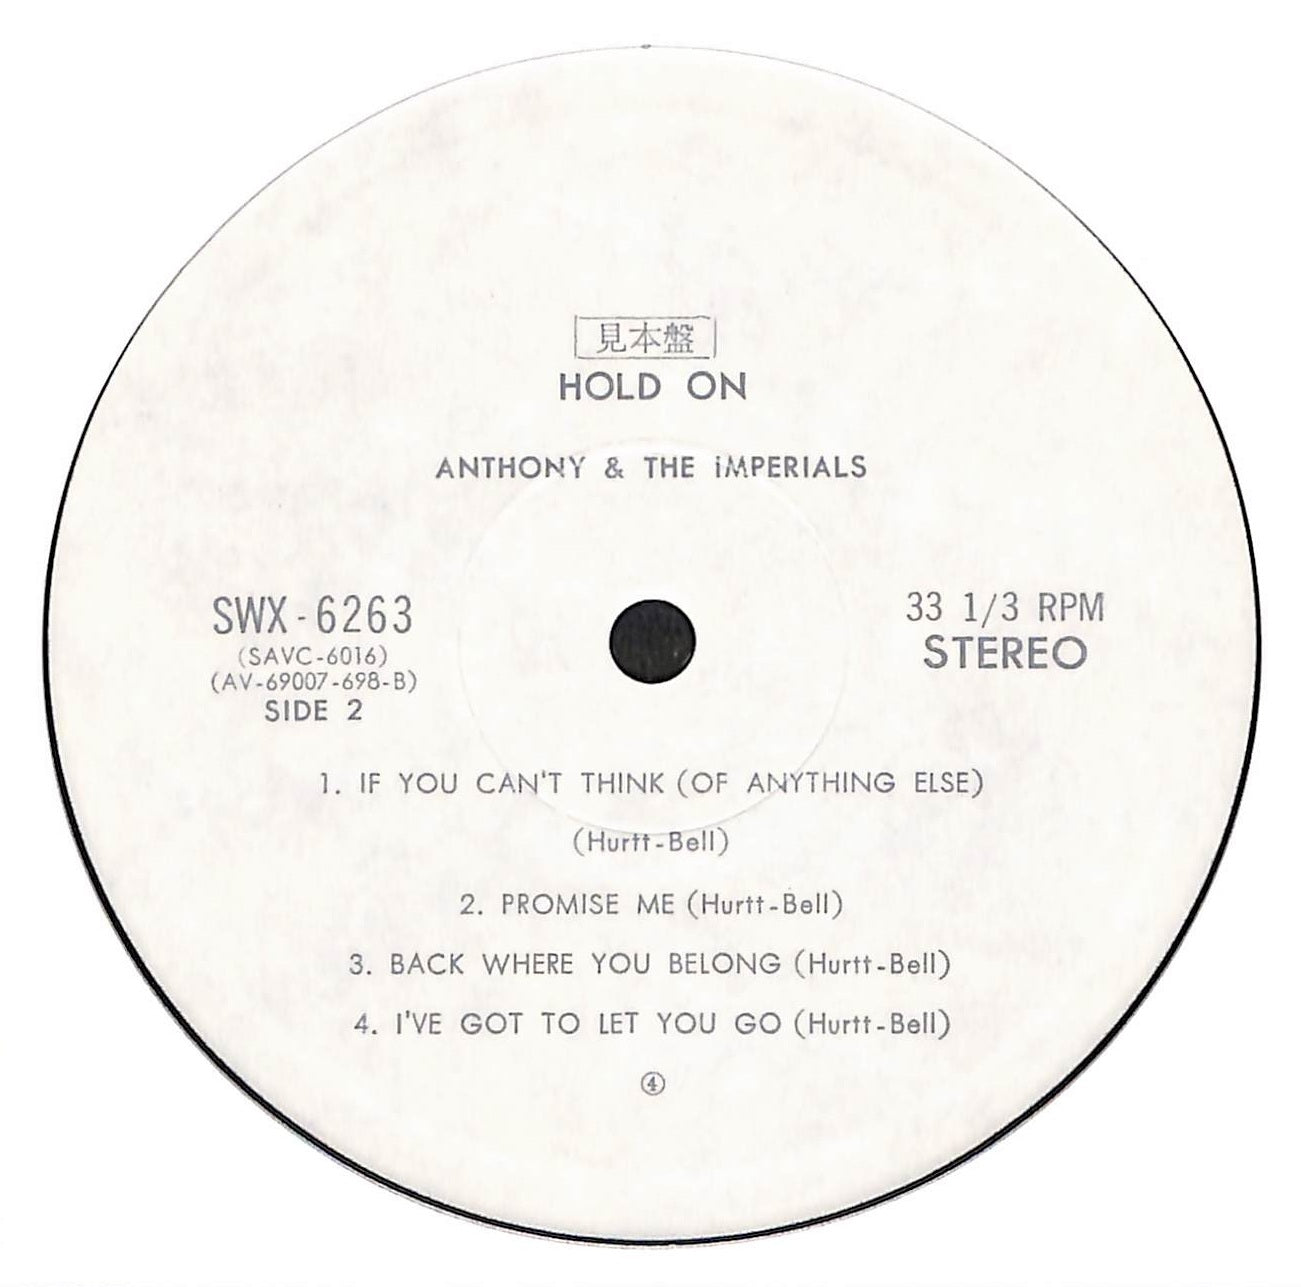 見本盤
HOLD ON
ANTHONY & THE iMPERIALS
SWX-6263
(SAVC-6016)
(AV-69007-698-B)
SIDE 2
33 1/3 RPM
STEREO
1. IF YOU CAN'T THINK (OF ANYTHING ELSE)
(Hurtt-Bell)
2. PROMISE ME (Hurtt-Bell)
3. BACK WHERE YOU BELONG (Hurtt-Bell)
4. I'VE GOT TO LET YOU GO (Hurtt-Bell)
④